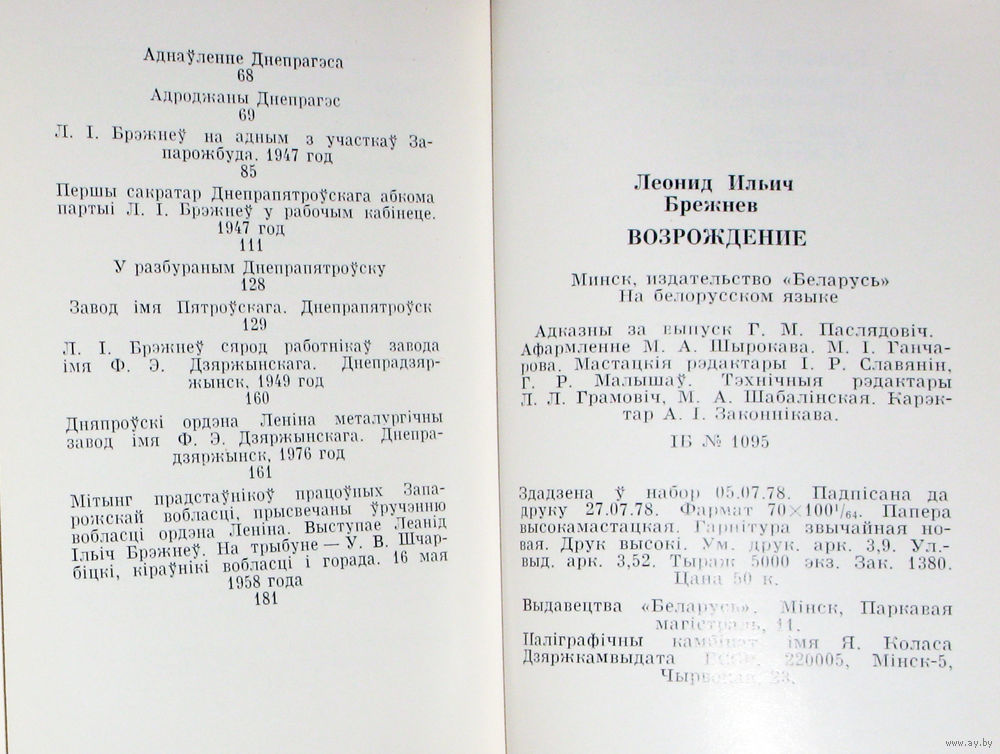 Аднаўленне Днепрагэса
68
Адроджаны Днепрагэс
69
Л. І. Брэжнеў на адным з участкаў За-
парожбуда. 1947 год
85
Першы сакратар Днепрапятроўскага абкома
партыі Л. І. Брэжнеў у рабочым кабінеце.
1947 год
111
У разбураным Днепрапятроўску
128
Завод імя Пятроўскага. Днепрапятроўск
129
Л. І. Брэжнеў сярод работнікаў завода
імя Ф. Э. Дзяржынскага. Днепрадзяр-
жынск, 1949 год
160
Дняпроўскі ордэна Леніна металургічны
завод імя Ф. Э. Дзяржынскага. Днепра-
дзяржынск, 1976 год
161
Мітынг прадстаўнікоў працоўных Запа-
рожскай вобласці, прысвечаны ўручэнню
вобласці ордэна Леніна. Выступае Леанід
Ільіч Брэжнеў. На трыбуне — У. В. Шчар-
біцкі, кіраўнікі вобласці і горада. 16 мая
1958 года
181
Леонид Ильич
Брежнев
ВОЗРОЖДЕНИЕ
Минск, издательство «Беларусь»
На белорусском языке
Адказны за выпуск Г. М. Паслядовіч.
Афармленне М. А. Шырокава. М. І. Ганча-
рова. Мастацкія рэдактары І. Р. Славянін,
Г. Р. Малышаў. Тэхнічныя рэдактары
Л. Л. Грамовіч, М. А. Шабалінская. Карэк-
тар А. І. Законнікава.
ІБ № 1095
Здадзена ў набор 05.07.78. Падпісана да
друку 27.07.78. Фармат 70×100¹/₆₄. Папера
высокамастацкая. Гарнітура звычайная но-
вая. Друк высокі. Ум. друк. арк. 3,9. Ул.-
выд. арк. 3,52. Тыраж 5000 экз. Зак. 1380.
Цана 50 к.
Выдавецтва «Беларусь». Мінск, Паркавая
магістраль, 11.
Паліграфічны камбінат імя Я. Коласа
Дзяржкамвыдата 220005, Мінск-5,
23.
www.ay.by